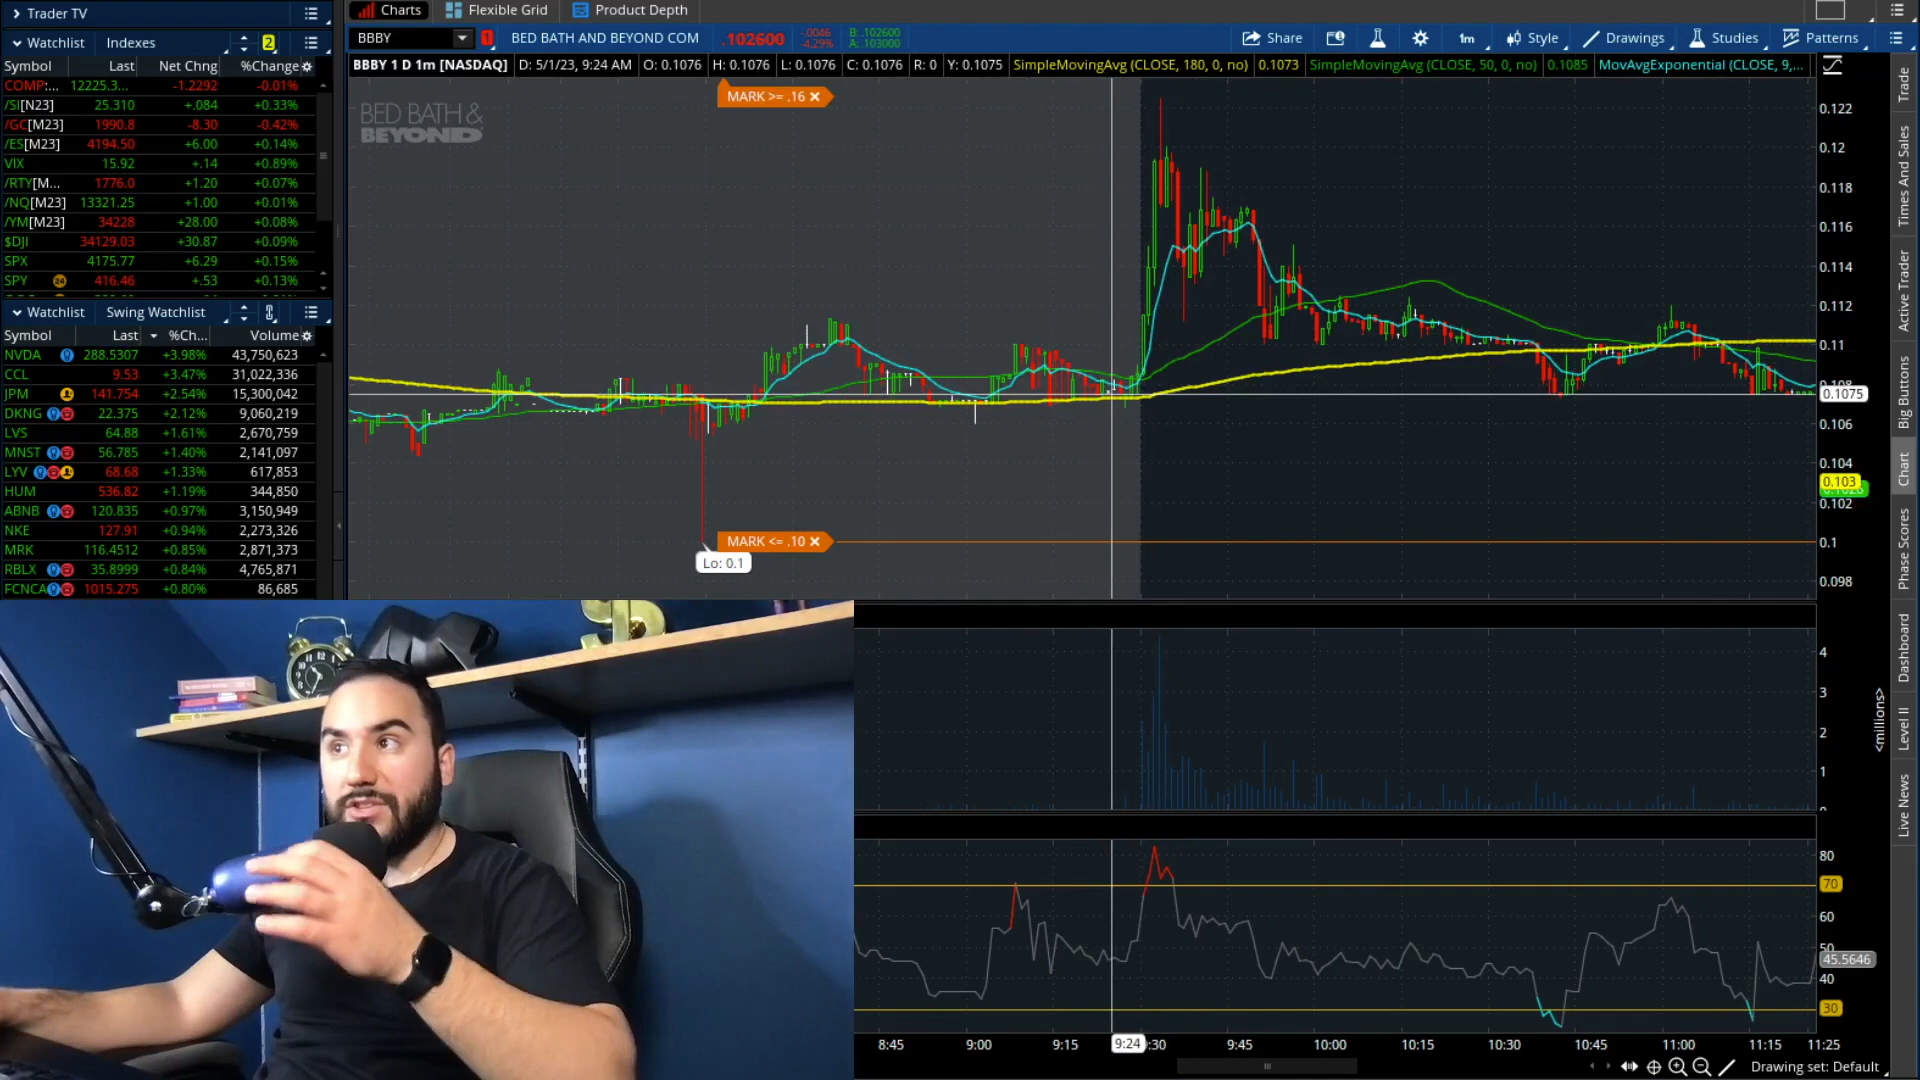 Trader TV
Charts
Flexible Grid
Product Depth
Watchlist Indexes 2
BBBY 1 BED BATH AND BEYOND COM .102600 -.0046 -4.29% B: .102600 A: .103000
Share 1m Style Drawings Studies Patterns
Symbol Last Net Chng %Change
BBBY 1 D 1m [NASDAQ] D: 5/1/23, 9:24 AM O: 0.1076 H: 0.1076 L: 0.1076 C: 0.1076 R: 0 Y: 0.1075 SimpleMovingAvg (CLOSE, 180, 0, no) 0.1073 SimpleMovingAvg (CLOSE, 50, 0, no) 0.1085 MovAvgExponential (CLOSE, 9,...
COMP:... 12225.3... -1.2292 -0.01%
/SI[N23] 25.310 +.084 +0.33%
/GC[M23] 1990.8 -8.30 -0.42%
/ES[M23] 4194.50 +6.00 +0.14%
VIX 15.92 +.14 +0.89%
/RTY[M... 1776.0 +1.20 +0.07%
/NQ[M23] 13321.25 +1.00 +0.01%
/YM[M23] 34228 +28.00 +0.08%
$DJI 34129.03 +30.87 +0.09%
SPX 4175.77 +6.29 +0.15%
SPY 24 416.46 +.53 +0.13%
Watchlist Swing Watchlist
Symbol Last %Ch... Volume
NVDA 288.5307 +3.98% 43,750,623
CCL 9.53 +3.47% 31,022,336
JPM 141.754 +2.54% 15,300,042
DKNG 22.375 +2.12% 9,060,219
LVS 64.88 +1.61% 2,670,759
MNST 56.785 +1.40% 2,141,097
LYV 68.68 +1.33% 617,853
HUM 536.82 +1.19% 344,850
ABNB 120.835 +0.97% 3,150,949
NKE 127.91 +0.94% 2,273,326
MRK 116.4512 +0.85% 2,871,373
RBLX 35.8999 +0.84% 4,765,871
FCNCA 1015.275 +0.80% 86,685
MARK >= .16
BED BATH &
BEYOND
MARK <= .10
Lo: 0.1
0.122
0.12
0.118
0.116
0.114
0.112
0.11
0.1075
0.106
0.104
0.103
0.102
0.1
0.098
4
3
2
1
<millions>
80
70
60
50
45.5646
40
30
8:45 9:00 9:15 9:24 :30 9:45 10:00 10:15 10:30 10:45 11:00 11:15 11:25
Drawing set: Default
Trade
Times And Sales
Active Trader
Big Buttons
Chart
Phase Scores
Dashboard
Level II
Live News